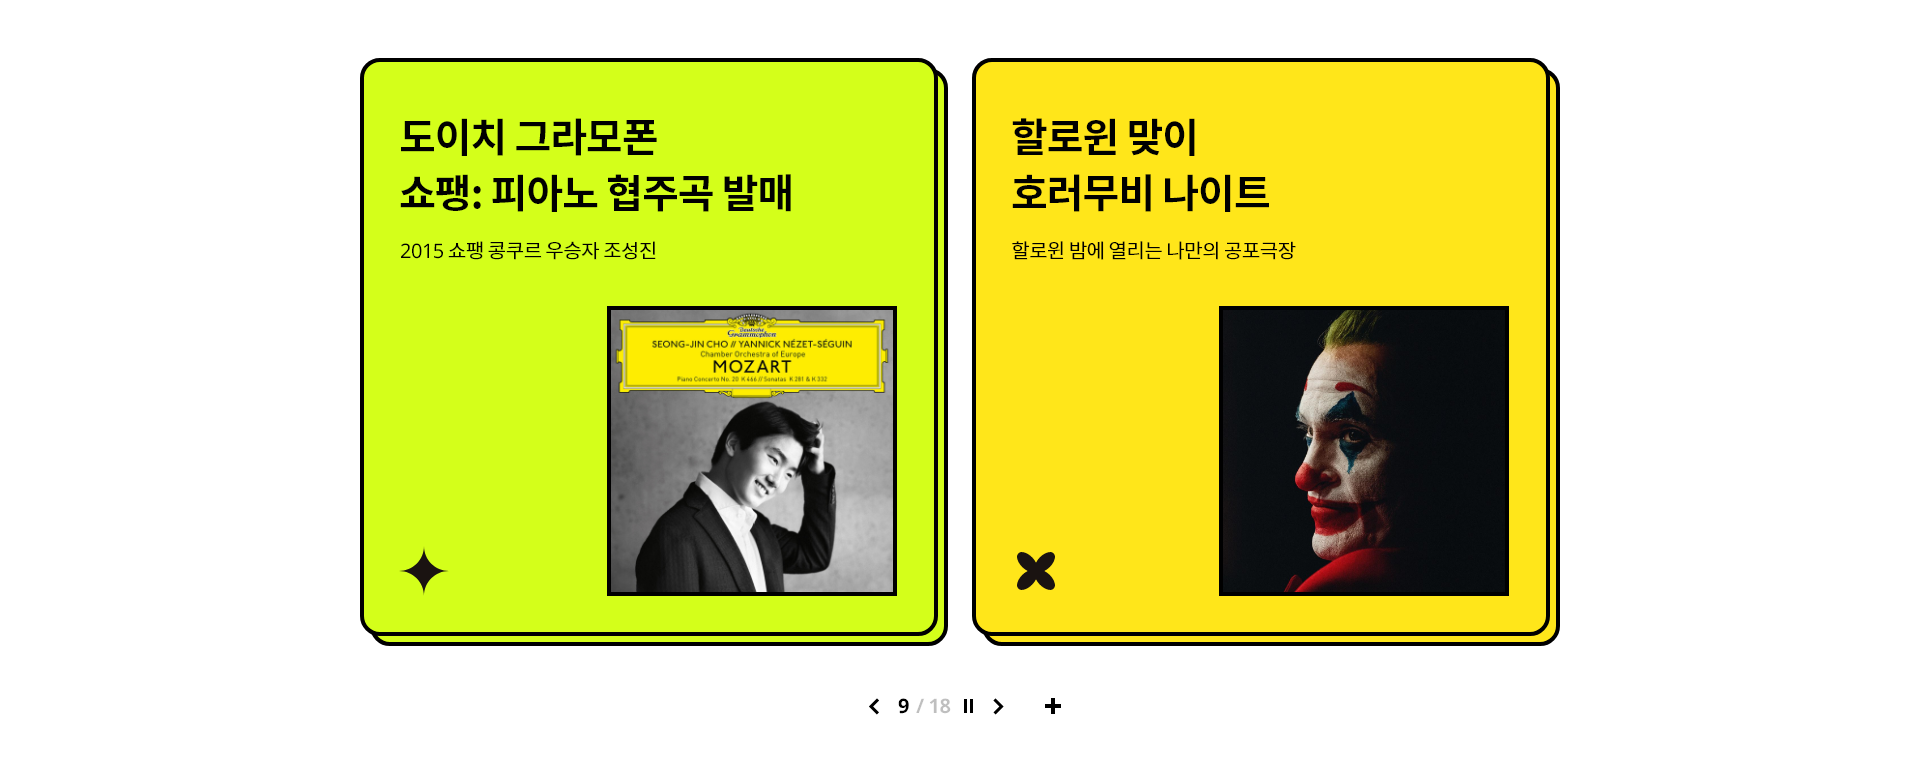 도이치 그라모폰
쇼팽: 피아노 협주곡 발매
2015 쇼팽 콩쿠르 우승자 조성진
Deutsche
Grammophon
SEONG-JIN CHO // YANNICK NÉZET-SÉGUIN
Chamber Orchestra of Europe
MOZART
Piano Concerto No. 20 K 466 // Sonatas K 281 & K 332
할로윈 맞이
호러무비 나이트
할로윈 밤에 열리는 나만의 공포극장
9 / 18